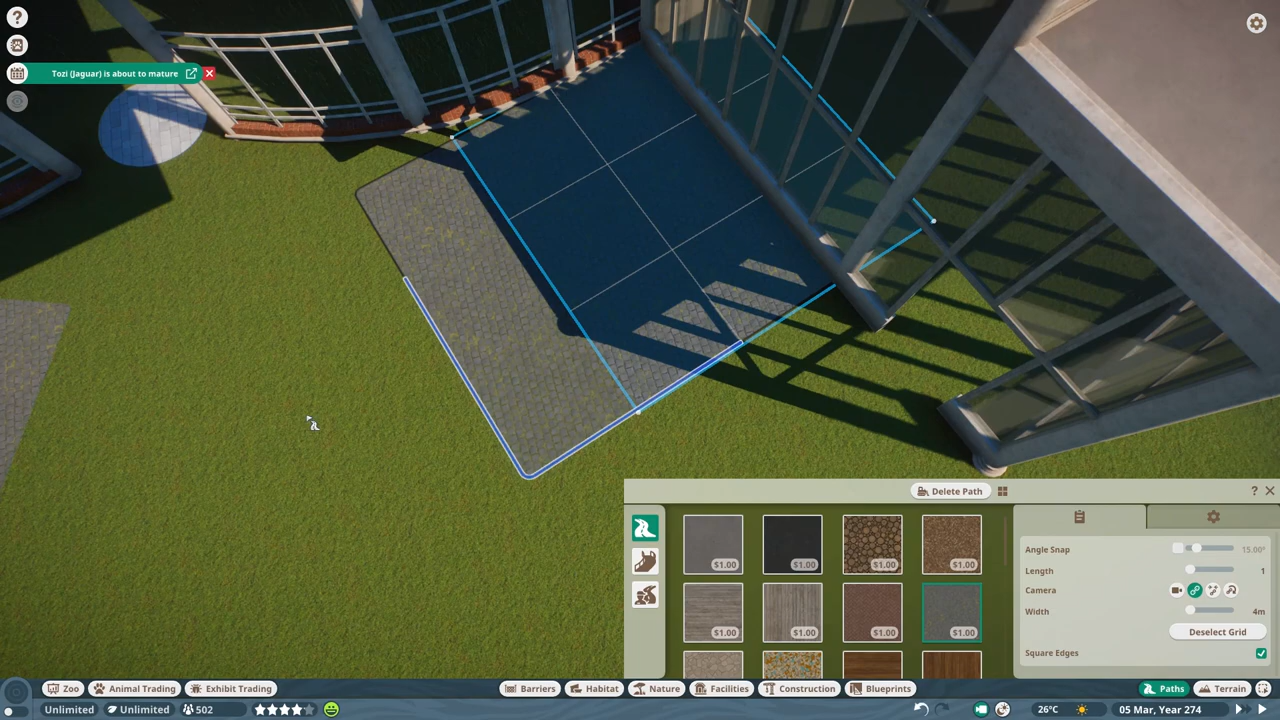 ?
Tozi (Jaguar) is about to mature
Delete Path
?
$1.00 $1.00 $1.00 $1.00
$1.00 $1.00 $1.00 $1.00
Angle Snap 15.00°
Length 1
Camera
Width 4m
Deselect Grid
Square Edges
Zoo Animal Trading Exhibit Trading Barriers Habitat Nature Facilities Construction Blueprints Paths Terrain
Unlimited Unlimited 502 26°C 05 Mar, Year 274